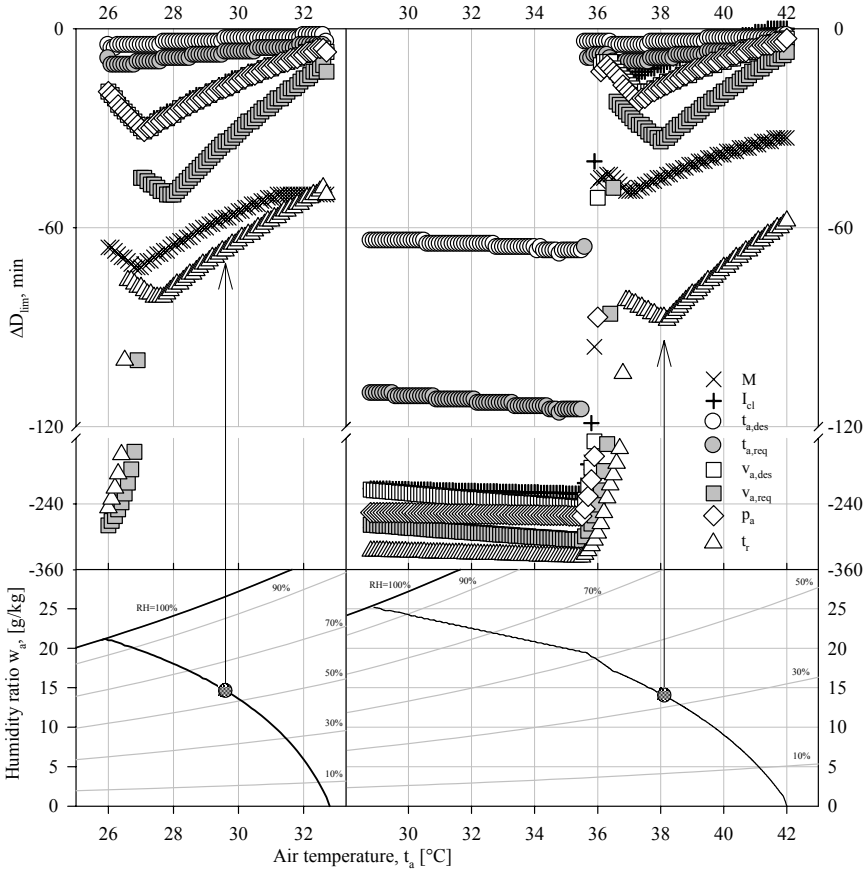 26 28 30 32 30 32 34 36 38 40 42
0 0
-60 -60
-120 -120
-240 -240
-360 -360
ΔD_lim, min
M
I_cl
t_a,des
t_a,req
v_a,des
v_a,req
p_a
t_r
RH=100% 90% RH=100% 90% 70% 50%
70%
50%
30% 30%
10% 10%
25
20
15
10
5
0
25
20
15
10
5
0
Humidity ratio w_a, [g/kg]
26 28 30 32 30 32 34 36 38 40 42
Air temperature, t_a [°C]